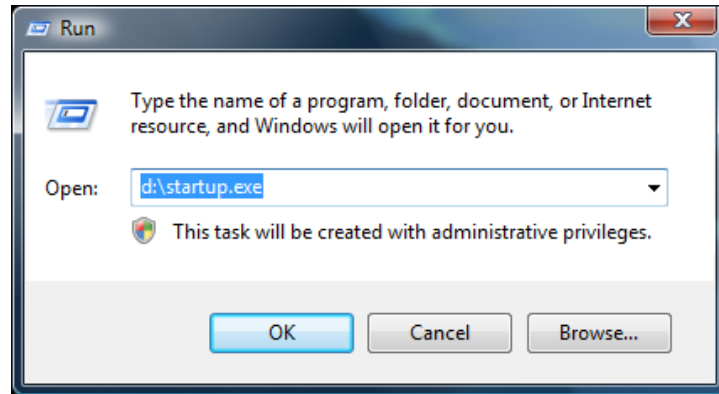 Run
Type the name of a program, folder, document, or Internet
resource, and Windows will open it for you.
Open: d:\startup.exe
This task will be created with administrative privileges.
OK Cancel Browse...